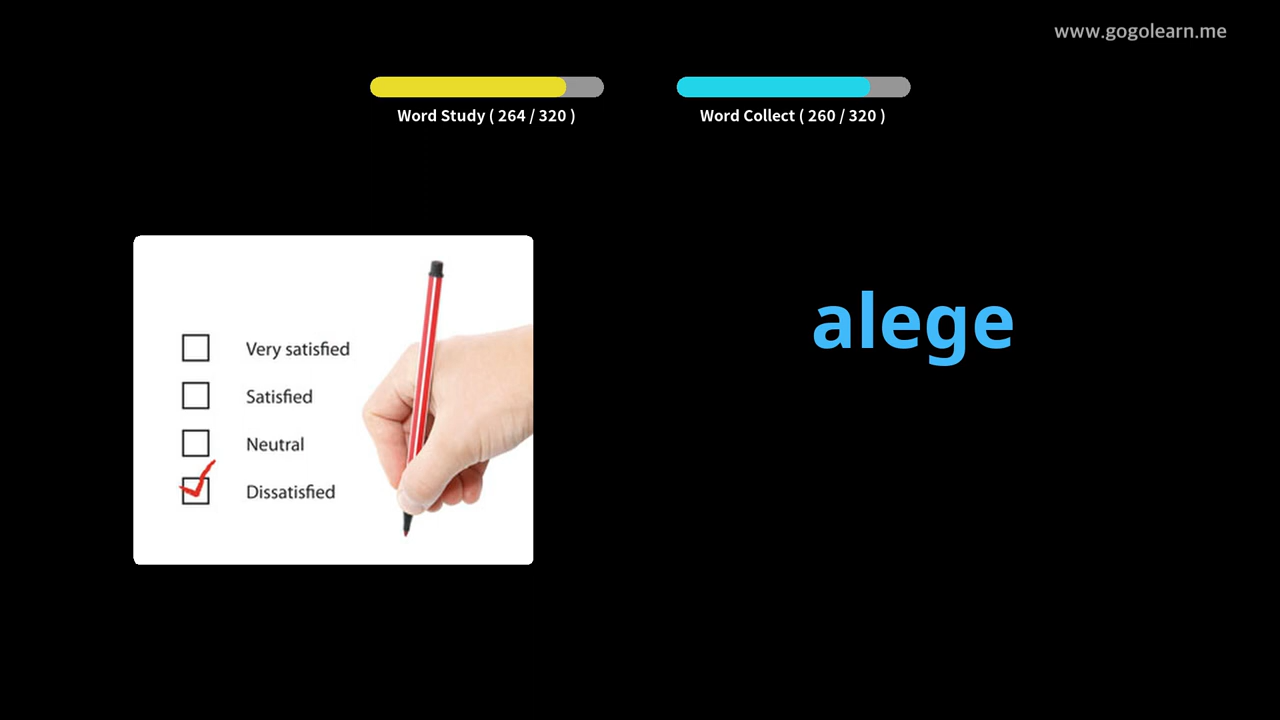 www.gogolearn.me
Word Study ( 264 / 320 )
Word Collect ( 260 / 320 )
Very satisfied
Satisfied
Neutral
Dissatisfied
alege